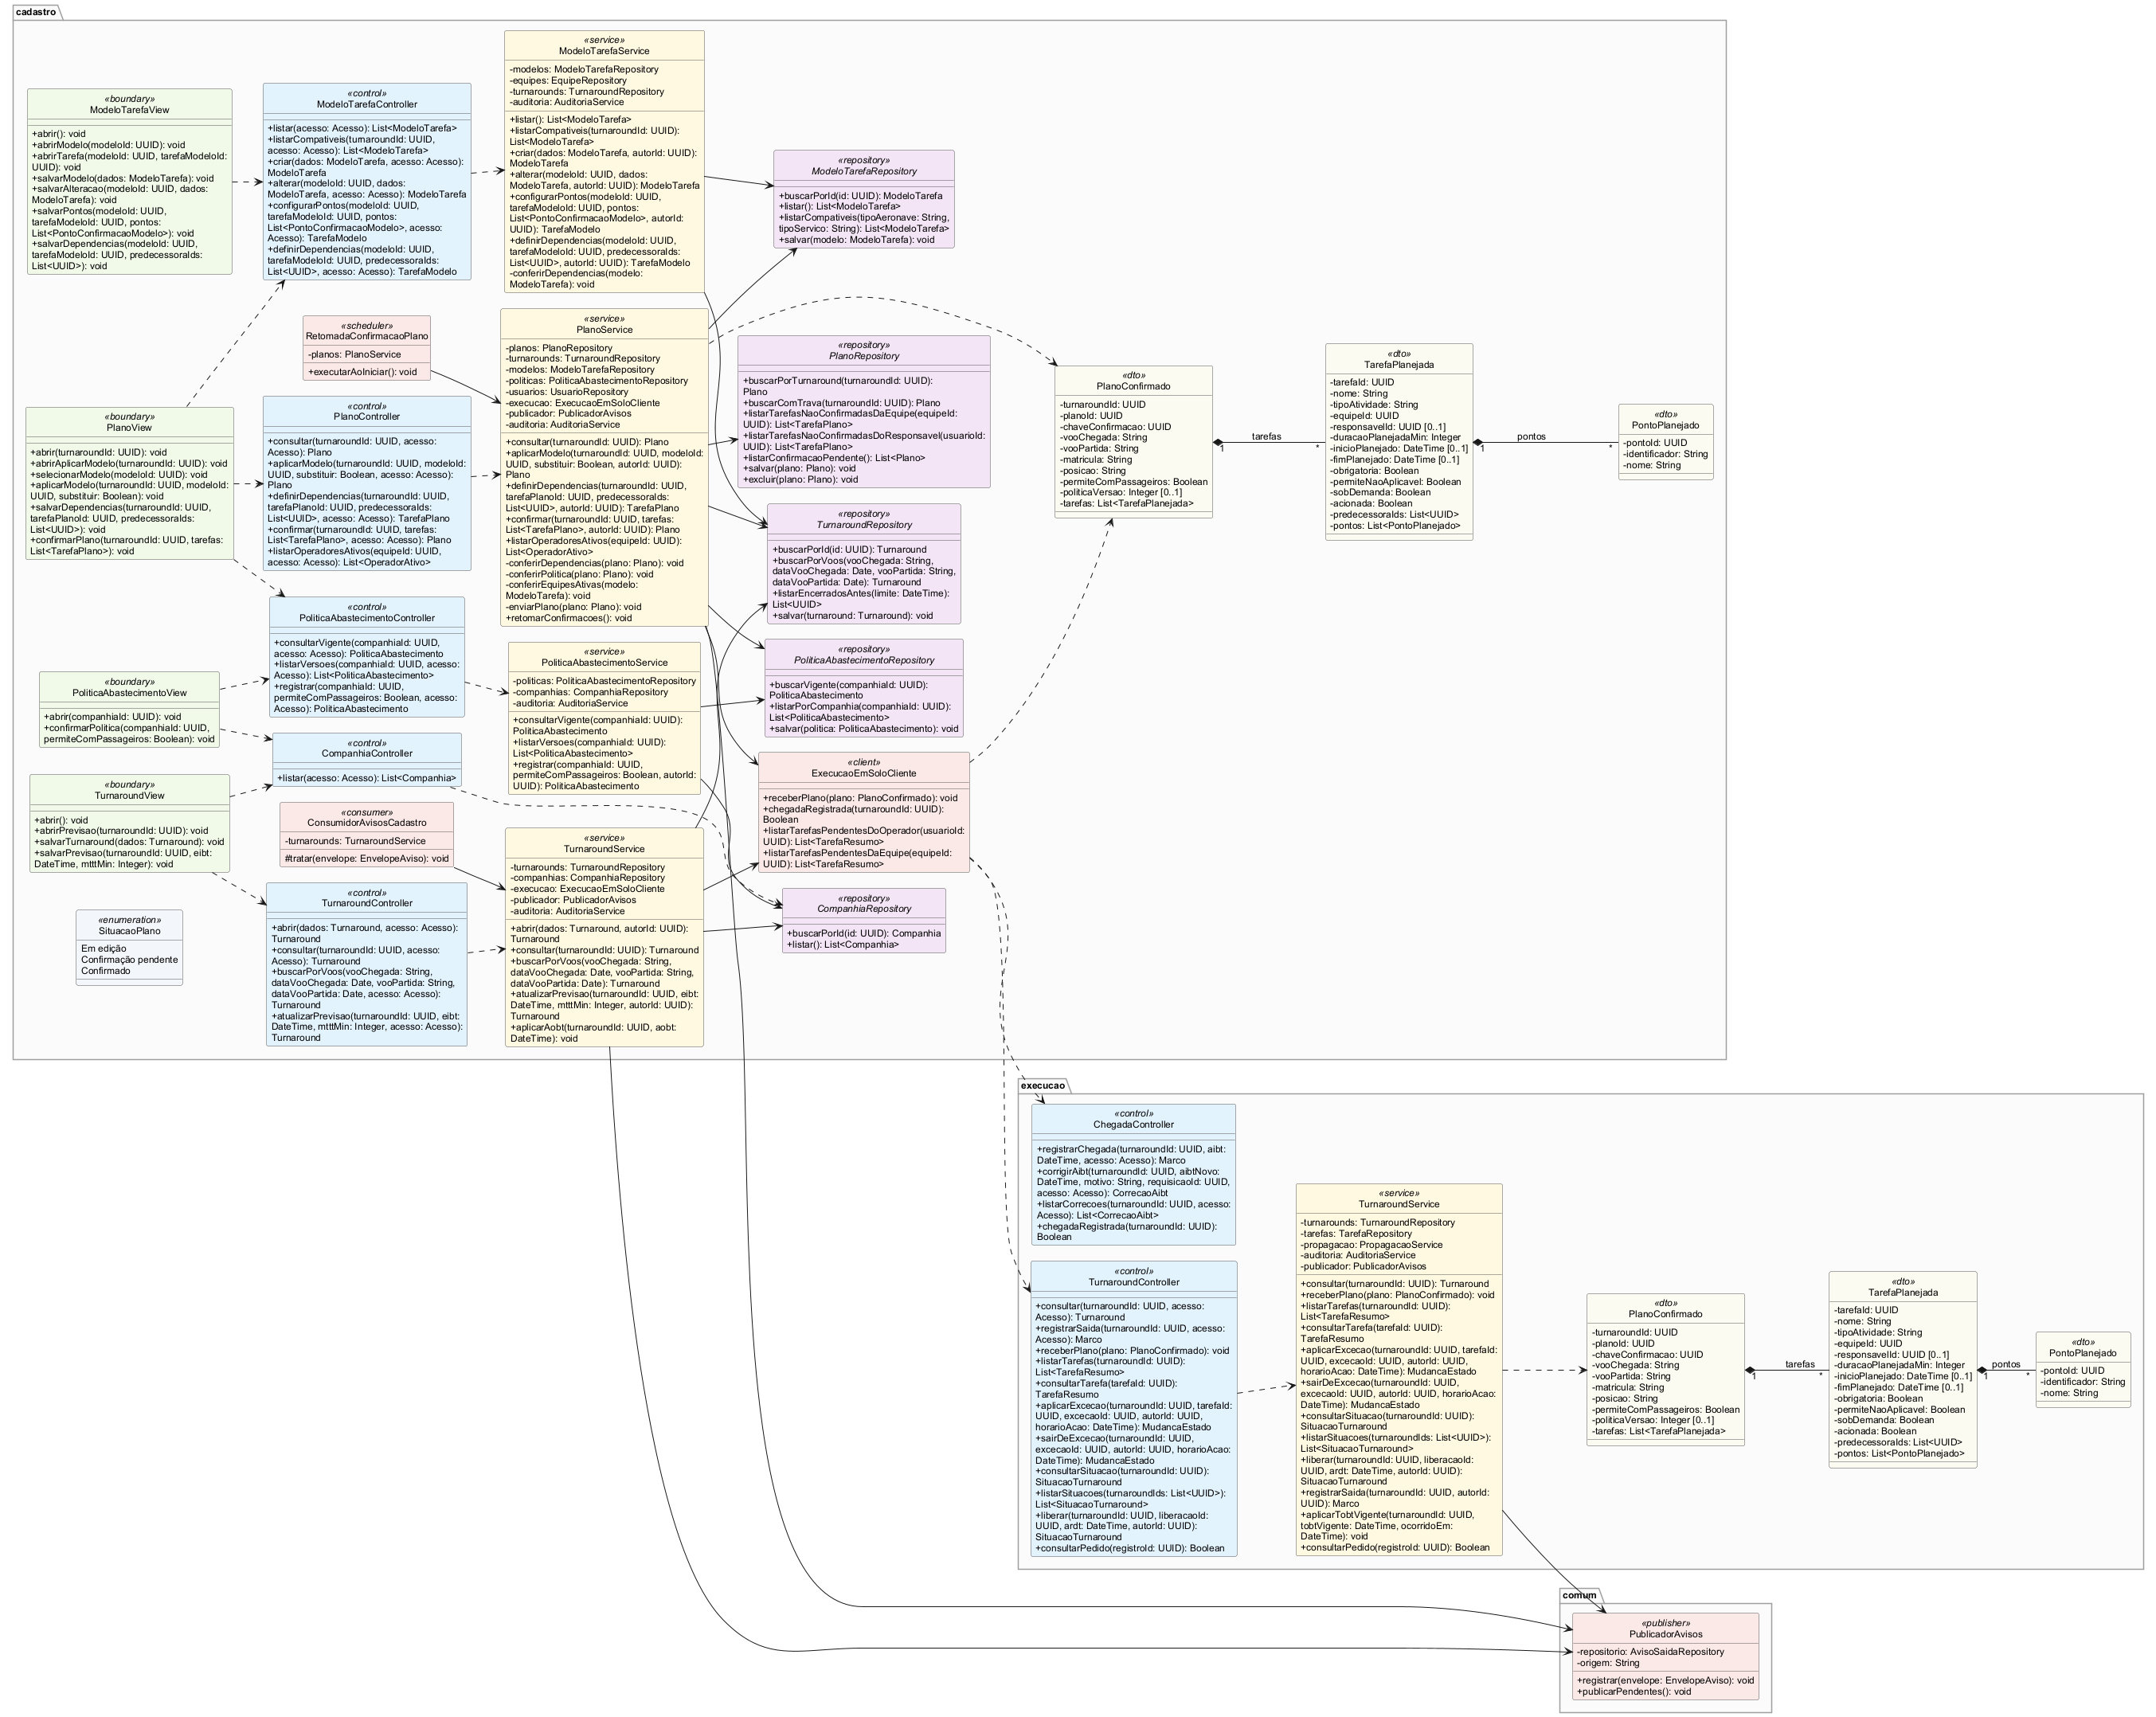 cadastro
«boundary»
ModeloTarefaView
+abrir(): void
+abrirModelo(modeloId: UUID): void
+abrirTarefa(modeloId: UUID, tarefaModeloId:
UUID): void
+salvarModelo(dados: ModeloTarefa): void
+salvarAlteracao(modeloId: UUID, dados:
ModeloTarefa): void
+salvarPontos(modeloId: UUID,
tarefaModeloId: UUID, pontos:
List<PontoConfirmacaoModelo>): void
+salvarDependencias(modeloId: UUID,
tarefaModeloId: UUID, predecessoraIds:
List<UUID>): void
«control»
ModeloTarefaController
+listar(acesso: Acesso): List<ModeloTarefa>
+listarCompativeis(turnaroundId: UUID,
acesso: Acesso): List<ModeloTarefa>
+criar(dados: ModeloTarefa, acesso: Acesso):
ModeloTarefa
+alterar(modeloId: UUID, dados:
ModeloTarefa, acesso: Acesso): ModeloTarefa
+configurarPontos(modeloId: UUID,
tarefaModeloId: UUID, pontos:
List<PontoConfirmacaoModelo>, acesso:
Acesso): TarefaModelo
+definirDependencias(modeloId: UUID,
tarefaModeloId: UUID, predecessoraIds:
List<UUID>, acesso: Acesso): TarefaModelo
«service»
ModeloTarefaService
-modelos: ModeloTarefaRepository
-equipes: EquipeRepository
-turnarounds: TurnaroundRepository
-auditoria: AuditoriaService
+listar(): List<ModeloTarefa>
+listarCompativeis(turnaroundId: UUID):
List<ModeloTarefa>
+criar(dados: ModeloTarefa, autorId: UUID):
ModeloTarefa
+alterar(modeloId: UUID, dados:
ModeloTarefa, autorId: UUID): ModeloTarefa
+configurarPontos(modeloId: UUID,
tarefaModeloId: UUID, pontos:
List<PontoConfirmacaoModelo>, autorId:
UUID): TarefaModelo
+definirDependencias(modeloId: UUID,
tarefaModeloId: UUID, predecessoraIds:
List<UUID>, autorId: UUID): TarefaModelo
-conferirDependencias(modelo:
ModeloTarefa): void
«repository»
ModeloTarefaRepository
+buscarPorId(id: UUID): ModeloTarefa
+listar(): List<ModeloTarefa>
+listarCompativeis(tipoAeronave: String,
tipoServico: String): List<ModeloTarefa>
+salvar(modelo: ModeloTarefa): void
«scheduler»
RetomadaConfirmacaoPlano
-planos: PlanoService
+executarAoIniciar(): void
«boundary»
PlanoView
+abrir(turnaroundId: UUID): void
+abrirAplicarModelo(turnaroundId: UUID): void
+selecionarModelo(modeloId: UUID): void
+aplicarModelo(turnaroundId: UUID, modeloId:
UUID, substituir: Boolean): void
+salvarDependencias(turnaroundId: UUID,
tarefaPlanoId: UUID, predecessoraIds:
List<UUID>): void
+confirmarPlano(turnaroundId: UUID, tarefas:
List<TarefaPlano>): void
«control»
PlanoController
+consultar(turnaroundId: UUID, acesso:
Acesso): Plano
+aplicarModelo(turnaroundId: UUID, modeloId:
UUID, substituir: Boolean, acesso: Acesso):
Plano
+definirDependencias(turnaroundId: UUID,
tarefaPlanoId: UUID, predecessoraIds:
List<UUID>, acesso: Acesso): TarefaPlano
+confirmar(turnaroundId: UUID, tarefas:
List<TarefaPlano>, acesso: Acesso): Plano
+listarOperadoresAtivos(equipeId: UUID,
acesso: Acesso): List<OperadorAtivo>
«service»
PlanoService
-planos: PlanoRepository
-turnarounds: TurnaroundRepository
-modelos: ModeloTarefaRepository
-politicas: PoliticaAbastecimentoRepository
-usuarios: UsuarioRepository
-execucao: ExecucaoEmSoloCliente
-publicador: PublicadorAvisos
-auditoria: AuditoriaService
+consultar(turnaroundId: UUID): Plano
+aplicarModelo(turnaroundId: UUID, modeloId:
UUID, substituir: Boolean, autorId: UUID):
Plano
+definirDependencias(turnaroundId: UUID,
tarefaPlanoId: UUID, predecessoraIds:
List<UUID>, autorId: UUID): TarefaPlano
+confirmar(turnaroundId: UUID, tarefas:
List<TarefaPlano>, autorId: UUID): Plano
+listarOperadoresAtivos(equipeId: UUID):
List<OperadorAtivo>
-conferirDependencias(plano: Plano): void
-conferirPolitica(plano: Plano): void
-conferirEquipesAtivas(modelo:
ModeloTarefa): void
-enviarPlano(plano: Plano): void
+retomarConfirmacoes(): void
«repository»
PlanoRepository
+buscarPorTurnaround(turnaroundId: UUID):
Plano
+buscarComTrava(turnaroundId: UUID): Plano
+listarTarefasNaoConfirmadasDaEquipe(equipeId:
UUID): List<TarefaPlano>
+listarTarefasNaoConfirmadasDoResponsavel(usuarioId:
UUID): List<TarefaPlano>
+listarConfirmacaoPendente(): List<Plano>
+salvar(plano: Plano): void
+excluir(plano: Plano): void
«repository»
TurnaroundRepository
+buscarPorId(id: UUID): Turnaround
+buscarPorVoos(vooChegada: String,
dataVooChegada: Date, vooPartida: String,
dataVooPartida: Date): Turnaround
+listarEncerradosAntes(limite: DateTime):
List<UUID>
+salvar(turnaround: Turnaround): void
«dto»
PlanoConfirmado
-turnaroundId: UUID
-planoId: UUID
-chaveConfirmacao: UUID
-vooChegada: String
-vooPartida: String
-matricula: String
-posicao: String
-permiteComPassageiros: Boolean
-politicaVersao: Integer [0..1]
-tarefas: List<TarefaPlanejada>
tarefas
1
*
«dto»
TarefaPlanejada
-tarefaId: UUID
-nome: String
-tipoAtividade: String
-equipeId: UUID
-responsavelId: UUID [0..1]
-duracaoPlanejadaMin: Integer
-inicioPlanejado: DateTime [0..1]
-fimPlanejado: DateTime [0..1]
-obrigatoria: Boolean
-permiteNaoAplicavel: Boolean
-sobDemanda: Boolean
-acionada: Boolean
-predecessoraIds: List<UUID>
-pontos: List<PontoPlanejado>
pontos
1
*
«dto»
PontoPlanejado
-pontoId: UUID
-identificador: String
-nome: String
«control»
PoliticaAbastecimentoController
+consultarVigente(companhiaId: UUID,
acesso: Acesso): PoliticaAbastecimento
+listarVersoes(companhiaId: UUID, acesso:
Acesso): List<PoliticaAbastecimento>
+registrar(companhiaId: UUID,
permiteComPassageiros: Boolean, acesso:
Acesso): PoliticaAbastecimento
«boundary»
PoliticaAbastecimentoView
+abrir(companhiaId: UUID): void
+confirmarPolitica(companhiaId: UUID,
permiteComPassageiros: Boolean): void
«service»
PoliticaAbastecimentoService
-politicas: PoliticaAbastecimentoRepository
-companhias: CompanhiaRepository
-auditoria: AuditoriaService
+consultarVigente(companhiaId: UUID):
PoliticaAbastecimento
+listarVersoes(companhiaId: UUID):
List<PoliticaAbastecimento>
+registrar(companhiaId: UUID,
permiteComPassageiros: Boolean, autorId:
UUID): PoliticaAbastecimento
«repository»
PoliticaAbastecimentoRepository
+buscarVigente(companhiaId: UUID):
PoliticaAbastecimento
+listarPorCompanhia(companhiaId: UUID):
List<PoliticaAbastecimento>
+salvar(politica: PoliticaAbastecimento): void
«control»
CompanhiaController
+listar(acesso: Acesso): List<Companhia>
«client»
ExecucaoEmSoloCliente
+receberPlano(plano: PlanoConfirmado): void
+chegadaRegistrada(turnaroundId: UUID):
Boolean
+listarTarefasPendentesDoOperador(usuarioId:
UUID): List<TarefaResumo>
+listarTarefasPendentesDaEquipe(equipeId:
UUID): List<TarefaResumo>
«boundary»
TurnaroundView
+abrir(): void
+abrirPrevisao(turnaroundId: UUID): void
+salvarTurnaround(dados: Turnaround): void
+salvarPrevisao(turnaroundId: UUID, eibt:
DateTime, mtttMin: Integer): void
«consumer»
ConsumidorAvisosCadastro
-turnarounds: TurnaroundService
#tratar(envelope: EnvelopeAviso): void
«service»
TurnaroundService
-turnarounds: TurnaroundRepository
-companhias: CompanhiaRepository
-execucao: ExecucaoEmSoloCliente
-publicador: PublicadorAvisos
-auditoria: AuditoriaService
+abrir(dados: Turnaround, autorId: UUID):
Turnaround
+consultar(turnaroundId: UUID): Turnaround
+buscarPorVoos(vooChegada: String,
dataVooChegada: Date, vooPartida: String,
dataVooPartida: Date): Turnaround
+atualizarPrevisao(turnaroundId: UUID, eibt:
DateTime, mtttMin: Integer, autorId: UUID):
Turnaround
+aplicarAobt(turnaroundId: UUID, aobt:
DateTime): void
«control»
TurnaroundController
+abrir(dados: Turnaround, acesso: Acesso):
Turnaround
+consultar(turnaroundId: UUID, acesso:
Acesso): Turnaround
+buscarPorVoos(vooChegada: String,
dataVooChegada: Date, vooPartida: String,
dataVooPartida: Date, acesso: Acesso):
Turnaround
+atualizarPrevisao(turnaroundId: UUID, eibt:
DateTime, mtttMin: Integer, acesso: Acesso):
Turnaround
«repository»
CompanhiaRepository
+buscarPorId(id: UUID): Companhia
+listar(): List<Companhia>
«enumeration»
SituacaoPlano
Em edição
Confirmação pendente
Confirmado
execucao
«control»
ChegadaController
+registrarChegada(turnaroundId: UUID, aibt:
DateTime, acesso: Acesso): Marco
+corrigirAibt(turnaroundId: UUID, aibtNovo:
DateTime, motivo: String, requisicaoId: UUID,
acesso: Acesso): CorrecaoAibt
+listarCorrecoes(turnaroundId: UUID, acesso:
Acesso): List<CorrecaoAibt>
+chegadaRegistrada(turnaroundId: UUID):
Boolean
«control»
TurnaroundController
+consultar(turnaroundId: UUID, acesso:
Acesso): Turnaround
+registrarSaida(turnaroundId: UUID, acesso:
Acesso): Marco
+receberPlano(plano: PlanoConfirmado): void
+listarTarefas(turnaroundId: UUID):
List<TarefaResumo>
+consultarTarefa(tarefaId: UUID):
TarefaResumo
+aplicarExcecao(turnaroundId: UUID, tarefaId:
UUID, excecaoId: UUID, autorId: UUID,
horarioAcao: DateTime): MudancaEstado
+sairDeExcecao(turnaroundId: UUID,
excecaoId: UUID, autorId: UUID, horarioAcao:
DateTime): MudancaEstado
+consultarSituacao(turnaroundId: UUID):
SituacaoTurnaround
+listarSituacoes(turnaroundIds: List<UUID>):
List<SituacaoTurnaround>
+liberar(turnaroundId: UUID, liberacaoId:
UUID, ardt: DateTime, autorId: UUID):
SituacaoTurnaround
+consultarPedido(registroId: UUID): Boolean
«service»
TurnaroundService
-turnarounds: TurnaroundRepository
-tarefas: TarefaRepository
-propagacao: PropagacaoService
-auditoria: AuditoriaService
-publicador: PublicadorAvisos
+consultar(turnaroundId: UUID): Turnaround
+receberPlano(plano: PlanoConfirmado): void
+listarTarefas(turnaroundId: UUID):
List<TarefaResumo>
+consultarTarefa(tarefaId: UUID):
TarefaResumo
+aplicarExcecao(turnaroundId: UUID, tarefaId:
UUID, excecaoId: UUID, autorId: UUID,
horarioAcao: DateTime): MudancaEstado
+sairDeExcecao(turnaroundId: UUID,
excecaoId: UUID, autorId: UUID, horarioAcao:
DateTime): MudancaEstado
+consultarSituacao(turnaroundId: UUID):
SituacaoTurnaround
+listarSituacoes(turnaroundIds: List<UUID>):
List<SituacaoTurnaround>
+liberar(turnaroundId: UUID, liberacaoId:
UUID, ardt: DateTime, autorId: UUID):
SituacaoTurnaround
+registrarSaida(turnaroundId: UUID, autorId:
UUID): Marco
+aplicarTobtVigente(turnaroundId: UUID,
tobtVigente: DateTime, ocorridoEm:
DateTime): void
+consultarPedido(registroId: UUID): Boolean
«dto»
PlanoConfirmado
-turnaroundId: UUID
-planoId: UUID
-chaveConfirmacao: UUID
-vooChegada: String
-vooPartida: String
-matricula: String
-posicao: String
-permiteComPassageiros: Boolean
-politicaVersao: Integer [0..1]
-tarefas: List<TarefaPlanejada>
tarefas
1
*
«dto»
TarefaPlanejada
-tarefaId: UUID
-nome: String
-tipoAtividade: String
-equipeId: UUID
-responsavelId: UUID [0..1]
-duracaoPlanejadaMin: Integer
-inicioPlanejado: DateTime [0..1]
-fimPlanejado: DateTime [0..1]
-obrigatoria: Boolean
-permiteNaoAplicavel: Boolean
-sobDemanda: Boolean
-acionada: Boolean
-predecessoraIds: List<UUID>
-pontos: List<PontoPlanejado>
pontos
1
*
«dto»
PontoPlanejado
-pontoId: UUID
-identificador: String
-nome: String
comum
«publisher»
PublicadorAvisos
-repositorio: AvisoSaidaRepository
-origem: String
+registrar(envelope: EnvelopeAviso): void
+publicarPendentes(): void